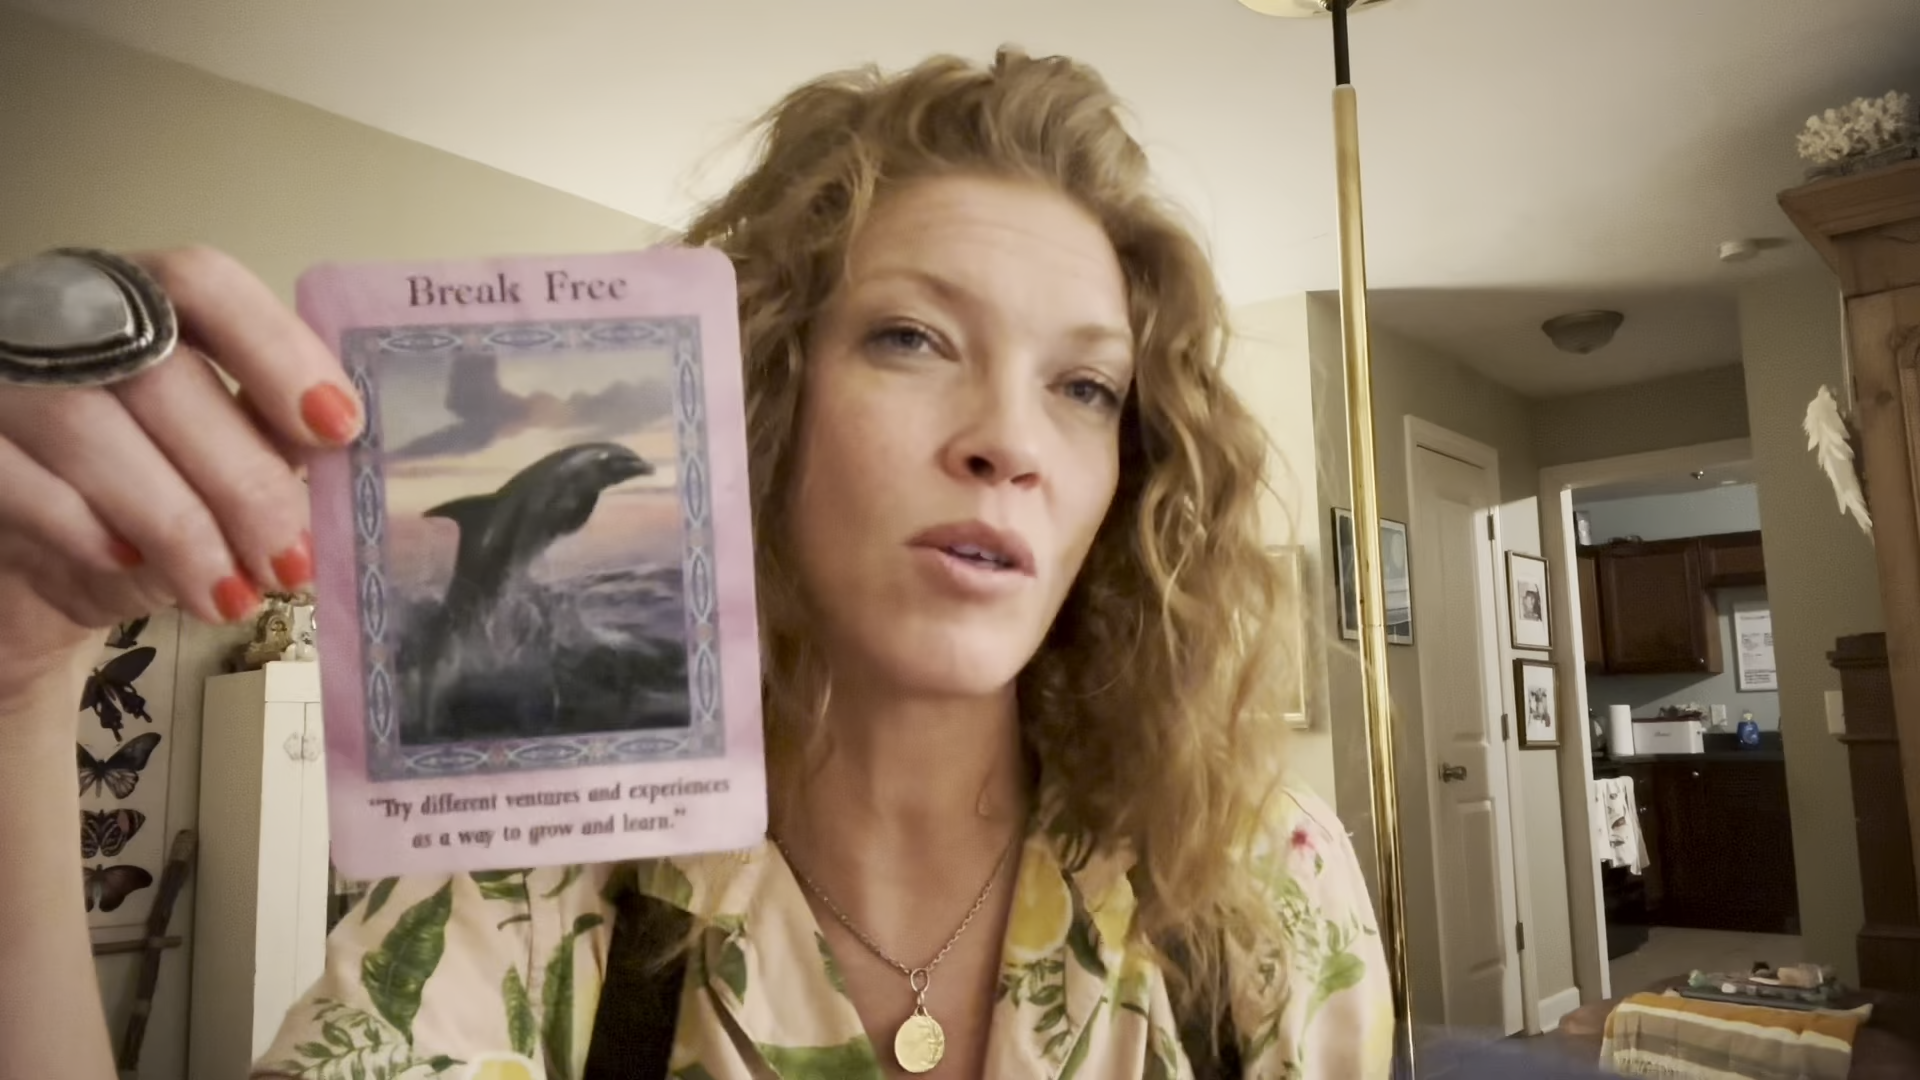 Break Free
“Try different ventures and experiences
as a way to grow and learn.”